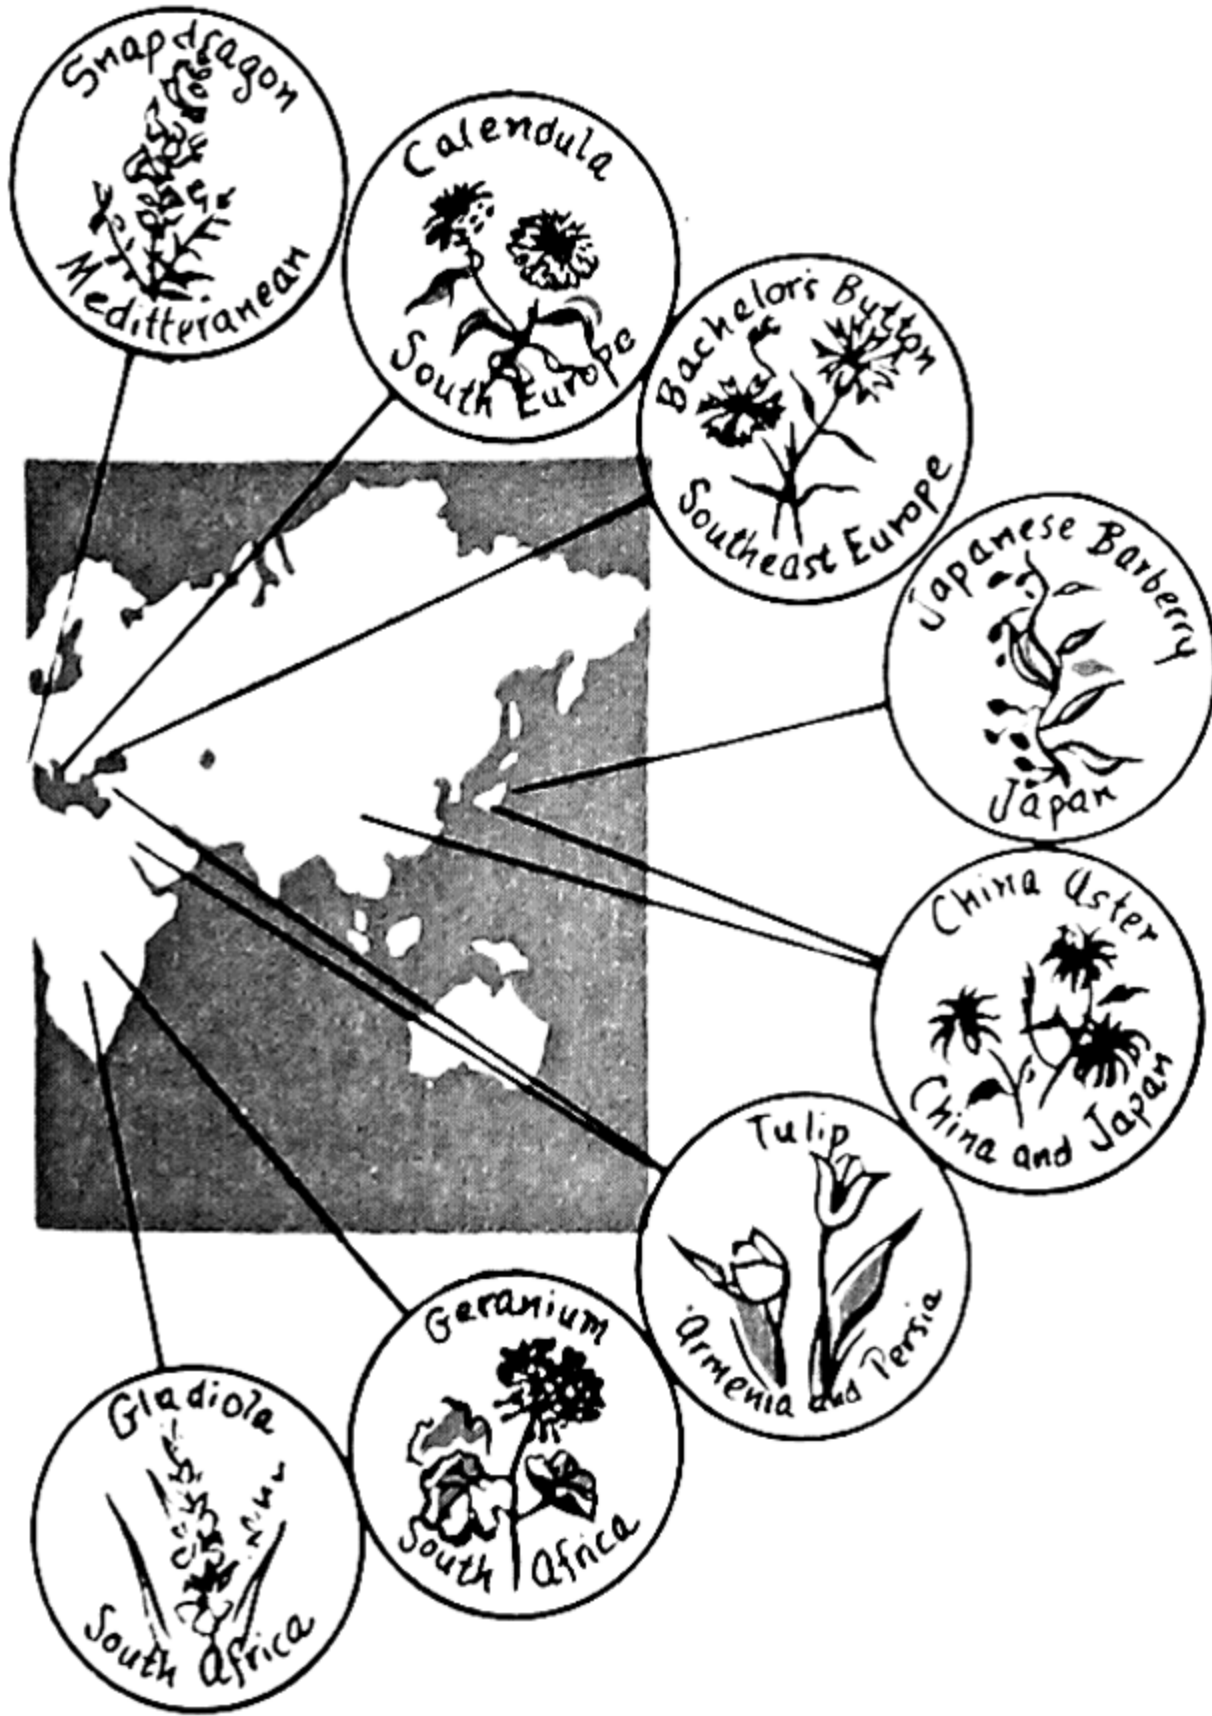 Snapdragon
Meditteranean
Calendula
South Europe
Bachelor's Button
Southeast Europe
Japanese Barberry
Japan
China Aster
China and Japan
Tulip
Armenia and Persia
Geranium
South Africa
Gladiola
South Africa